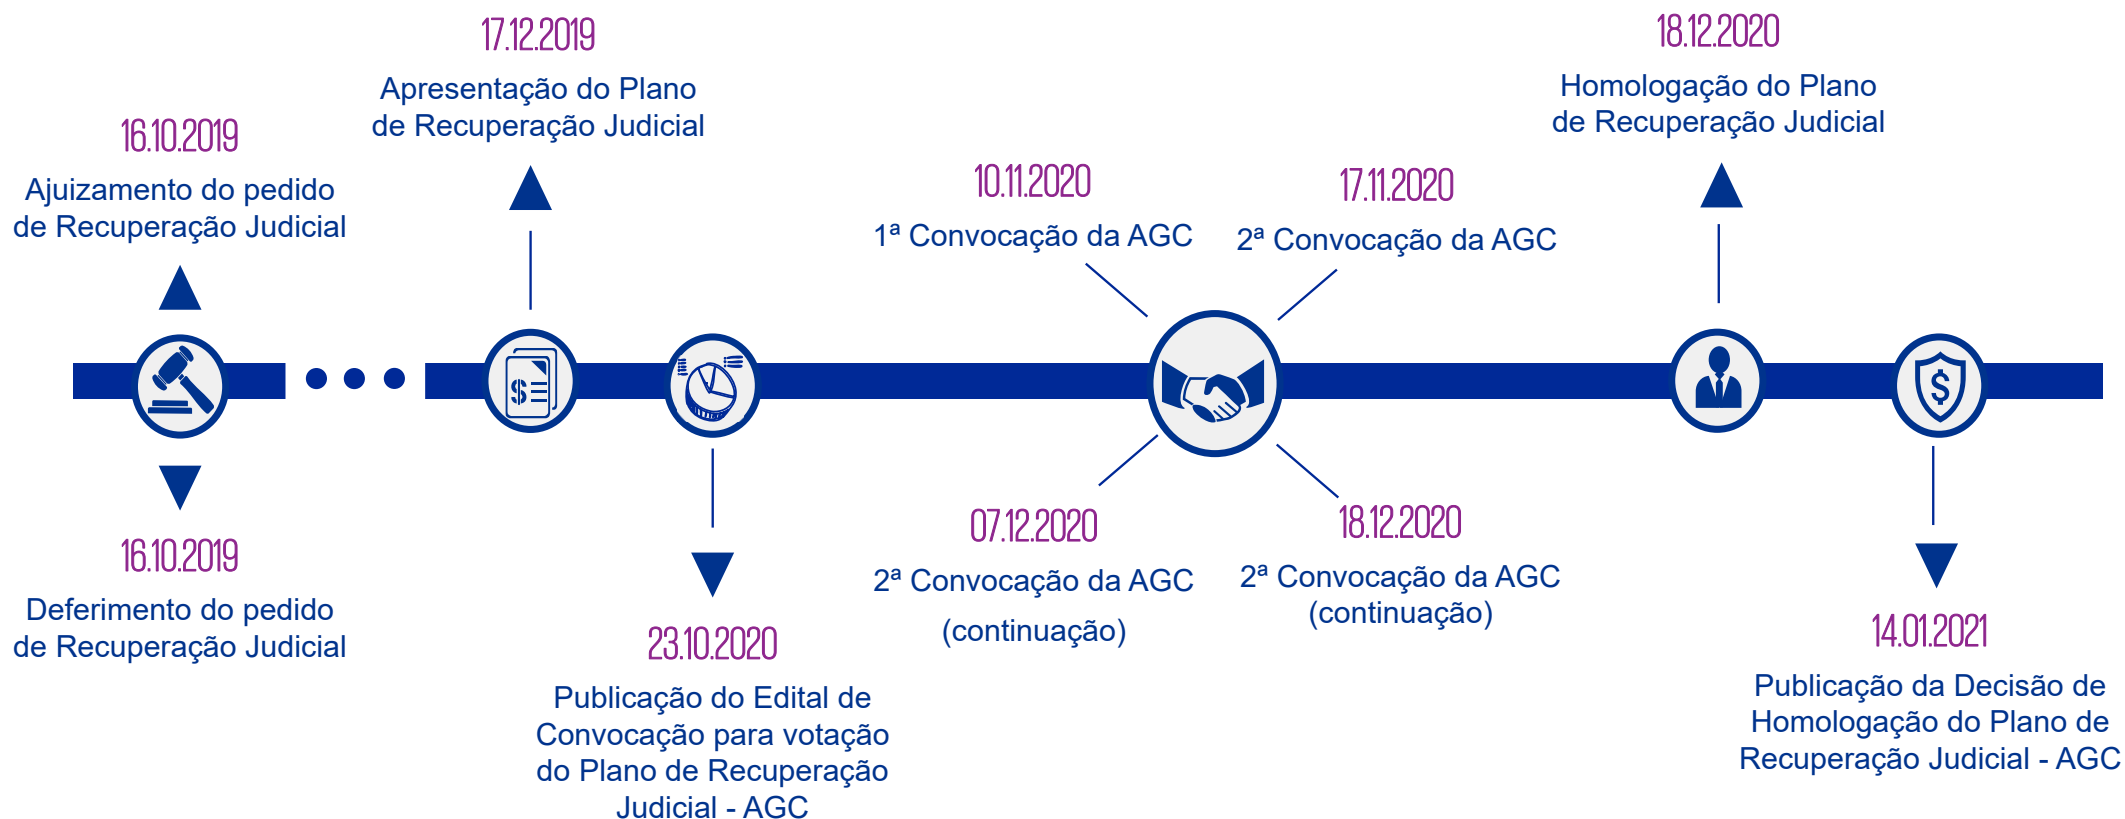 16.10.2019
Ajuizamento do pedido
de Recuperação Judicial
16.10.2019
Deferimento do pedido
de Recuperação Judicial
17.12.2019
Apresentação do Plano
de Recuperação Judicial
$
23.10.2020
Publicação do Edital de
Convocação para votação
do Plano de Recuperação
Judicial - AGC
10.11.2020
1ª Convocação da AGC
17.11.2020
2ª Convocação da AGC
07.12.2020
2ª Convocação da AGC
(continuação)
18.12.2020
2ª Convocação da AGC
(continuação)
18.12.2020
Homologação do Plano
de Recuperação Judicial
$
14.01.2021
Publicação da Decisão de
Homologação do Plano de
Recuperação Judicial - AGC